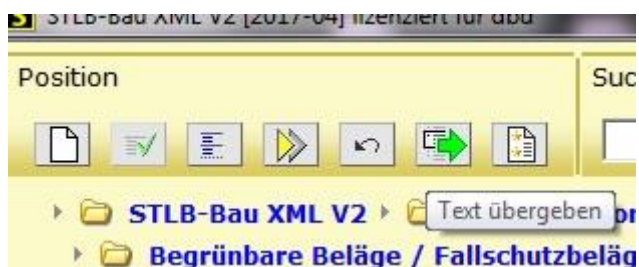 STLB-Bau XML V2 [2017-04] lizenziert für dbd
Position
Suc
STLB-Bau XML V2
Text übergeben
Begrünbare Beläge / Fallschutzbeläg